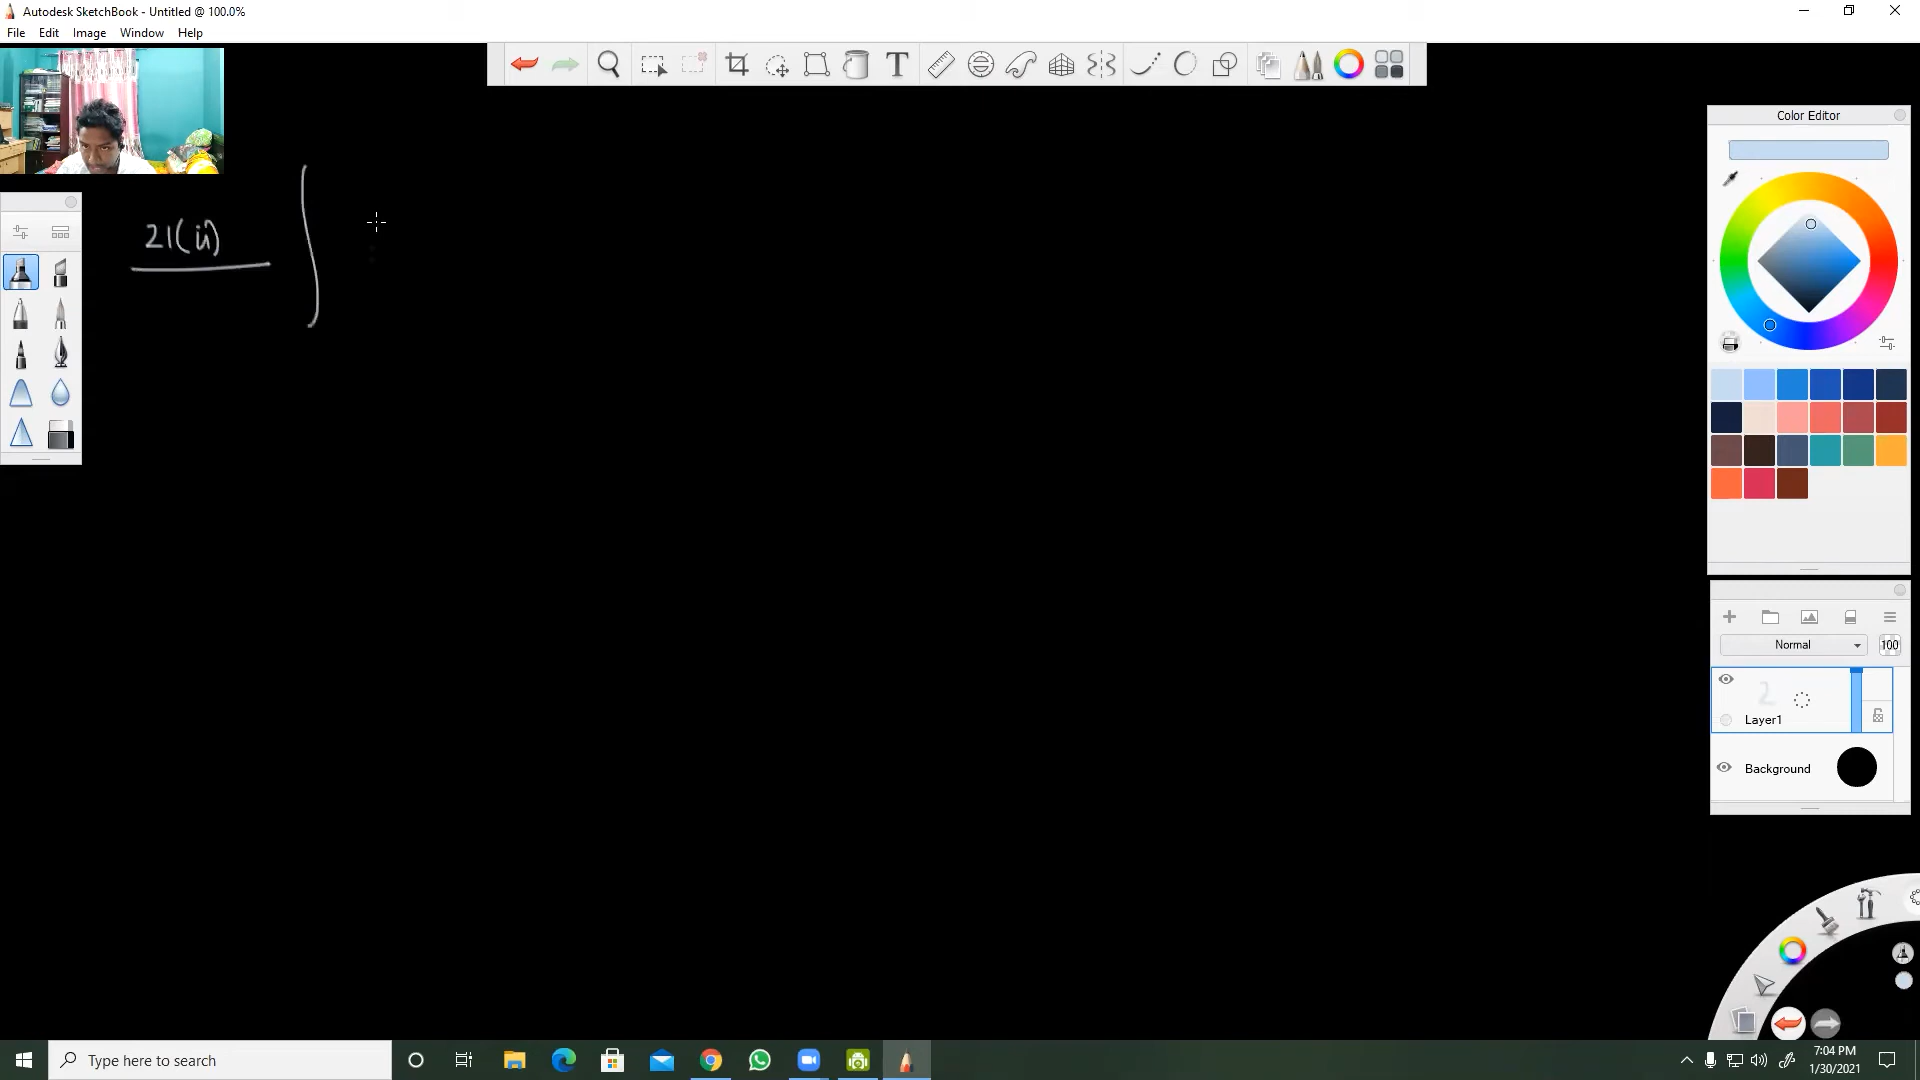 Autodesk SketchBook - Untitled @ 100.0%
File Edit Image Window Help
T
Color Editor
21(ii)
Normal 100
2
Layer1
Background
Type here to search
7:04 PM
1/30/2021